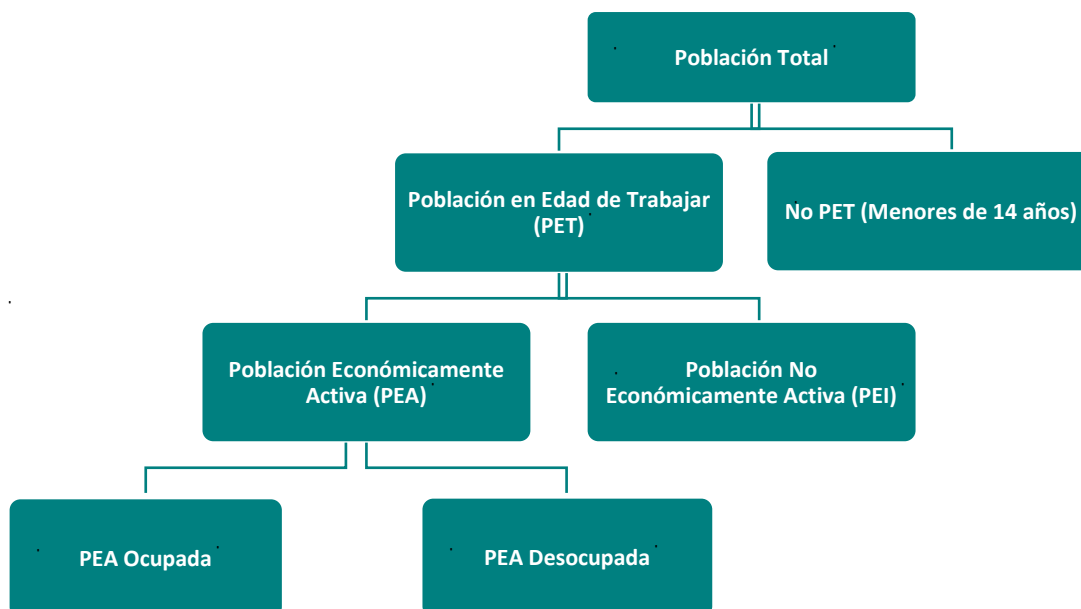 Población Total
Población en Edad de Trabajar
(PET)
No PET (Menores de 14 años)
Población Económicamente
Activa (PEA)
Población No
Económicamente Activa (PEI)
PEA Ocupada
PEA Desocupada